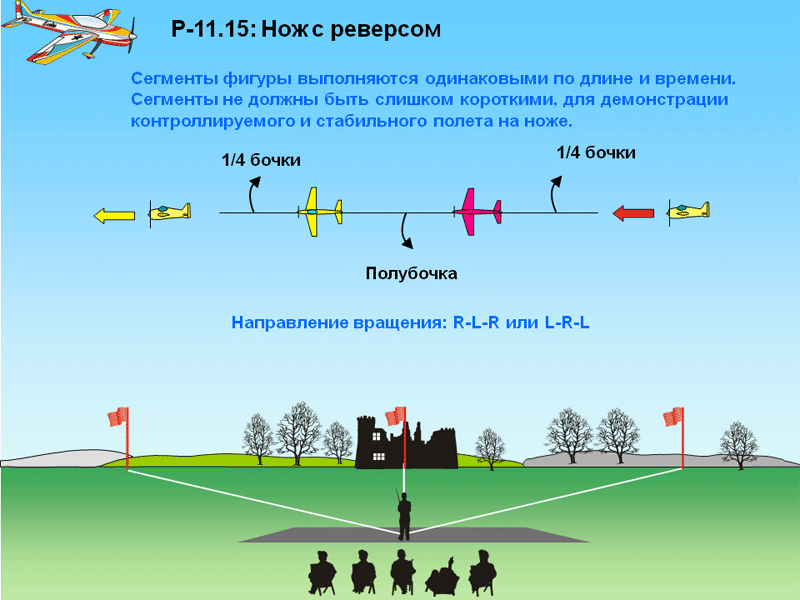 P-11.15: Нож с реверсом
Сегменты фигуры выполняются одинаковыми по длине и времени.
Сегменты не должны быть слишком короткими, для демонстрации
контроллируемого и стабильного полета на ноже.
1/4 бочки
1/4 бочки
Полубочка
Направление вращения: R-L-R или L-R-L